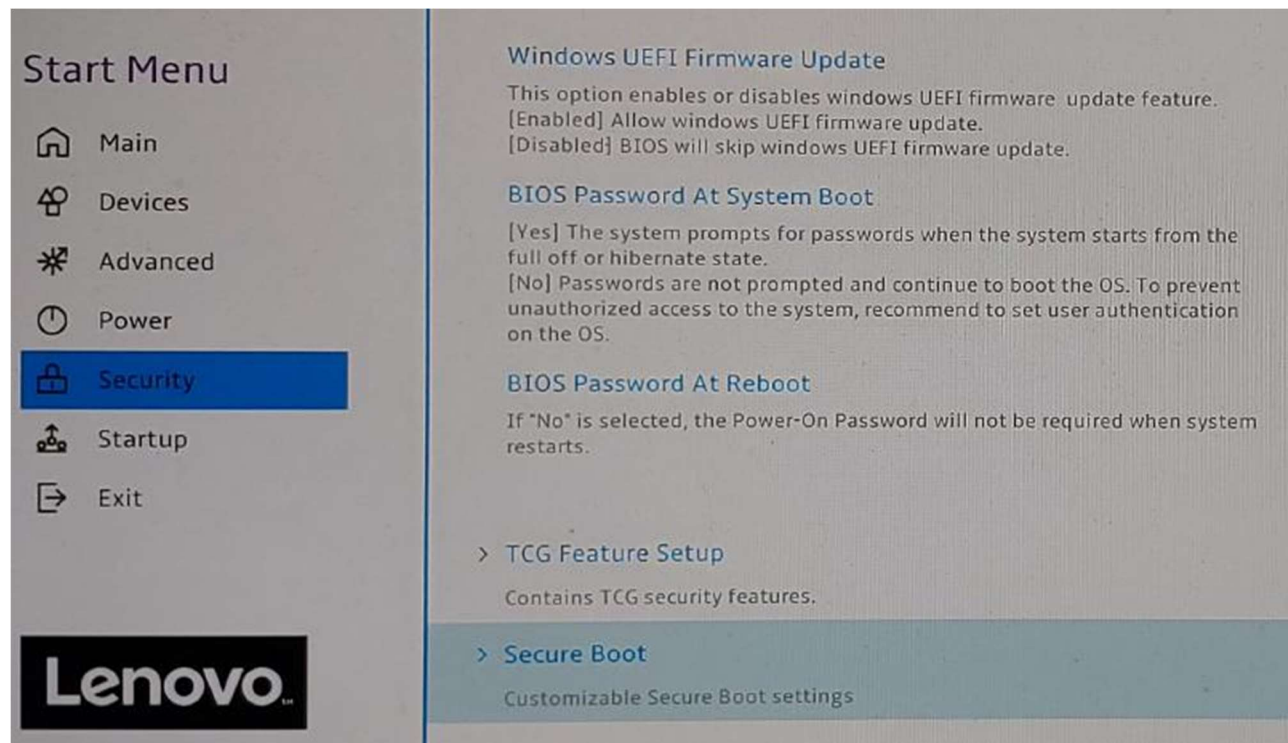 Start Menu
Main
Devices
Advanced
Power
Security
Startup
Exit
Lenovo
Windows UEFI Firmware Update
This option enables or disables windows UEFI firmware update feature.
[Enabled] Allow windows UEFI firmware update.
[Disabled] BIOS will skip windows UEFI firmware update.
BIOS Password At System Boot
[Yes] The system prompts for passwords when the system starts from the
full off or hibernate state.
[No] Passwords are not prompted and continue to boot the OS. To prevent
unauthorized access to the system, recommend to set user authentication
on the OS.
BIOS Password At Reboot
If "No" is selected, the Power-On Password will not be required when system
restarts.
> TCG Feature Setup
Contains TCG security features.
> Secure Boot
Customizable Secure Boot settings